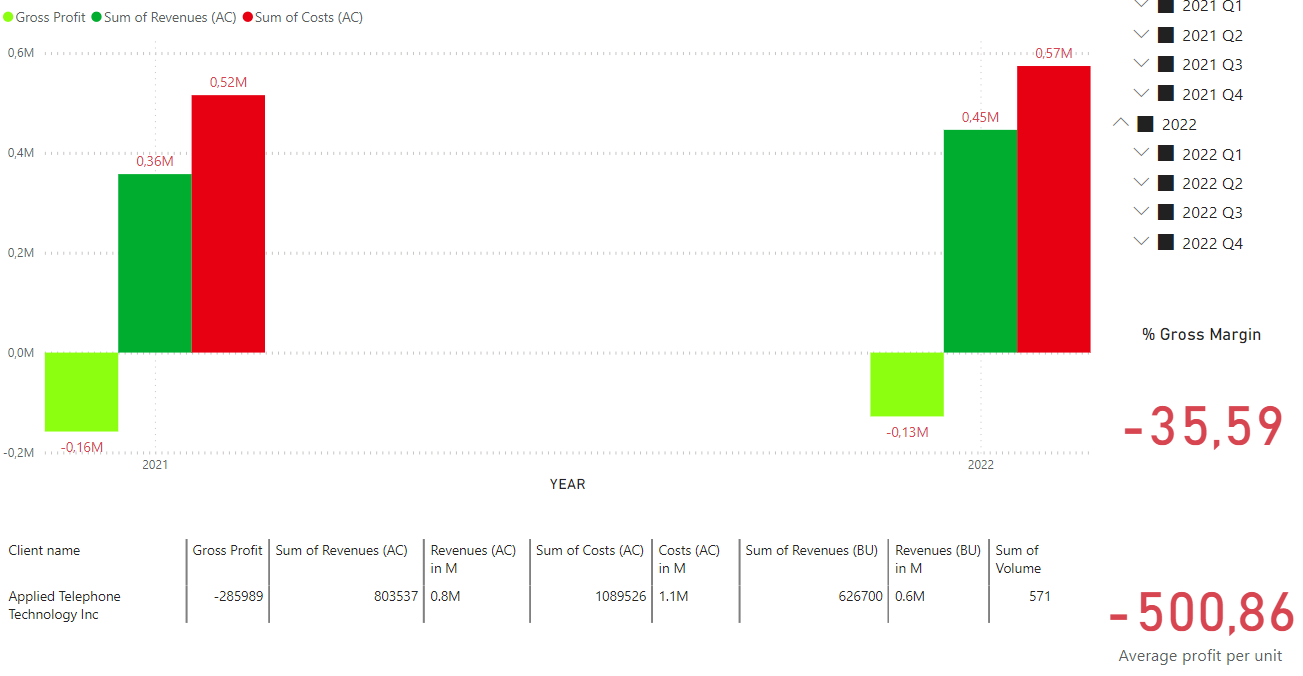 Gross Profit Sum of Revenues (AC) Sum of Costs (AC)
0,6M
0,4M
0,2M
0,0M
-0,2M
-0,16M
0,36M
0,52M
-0,13M
0,45M
0,57M
2021
2022
YEAR
2021 Q1
2021 Q2
2021 Q3
2021 Q4
2022
2022 Q1
2022 Q2
2022 Q3
2022 Q4
% Gross Margin
-35,59
Client name Gross Profit Sum of Revenues (AC) Revenues (AC) in M Sum of Costs (AC) Costs (AC) in M Sum of Revenues (BU) Revenues (BU) in M Sum of Volume
Applied Telephone Technology Inc -285989 803537 0.8M 1089526 1.1M 626700 0.6M 571
-500,86
Average profit per unit